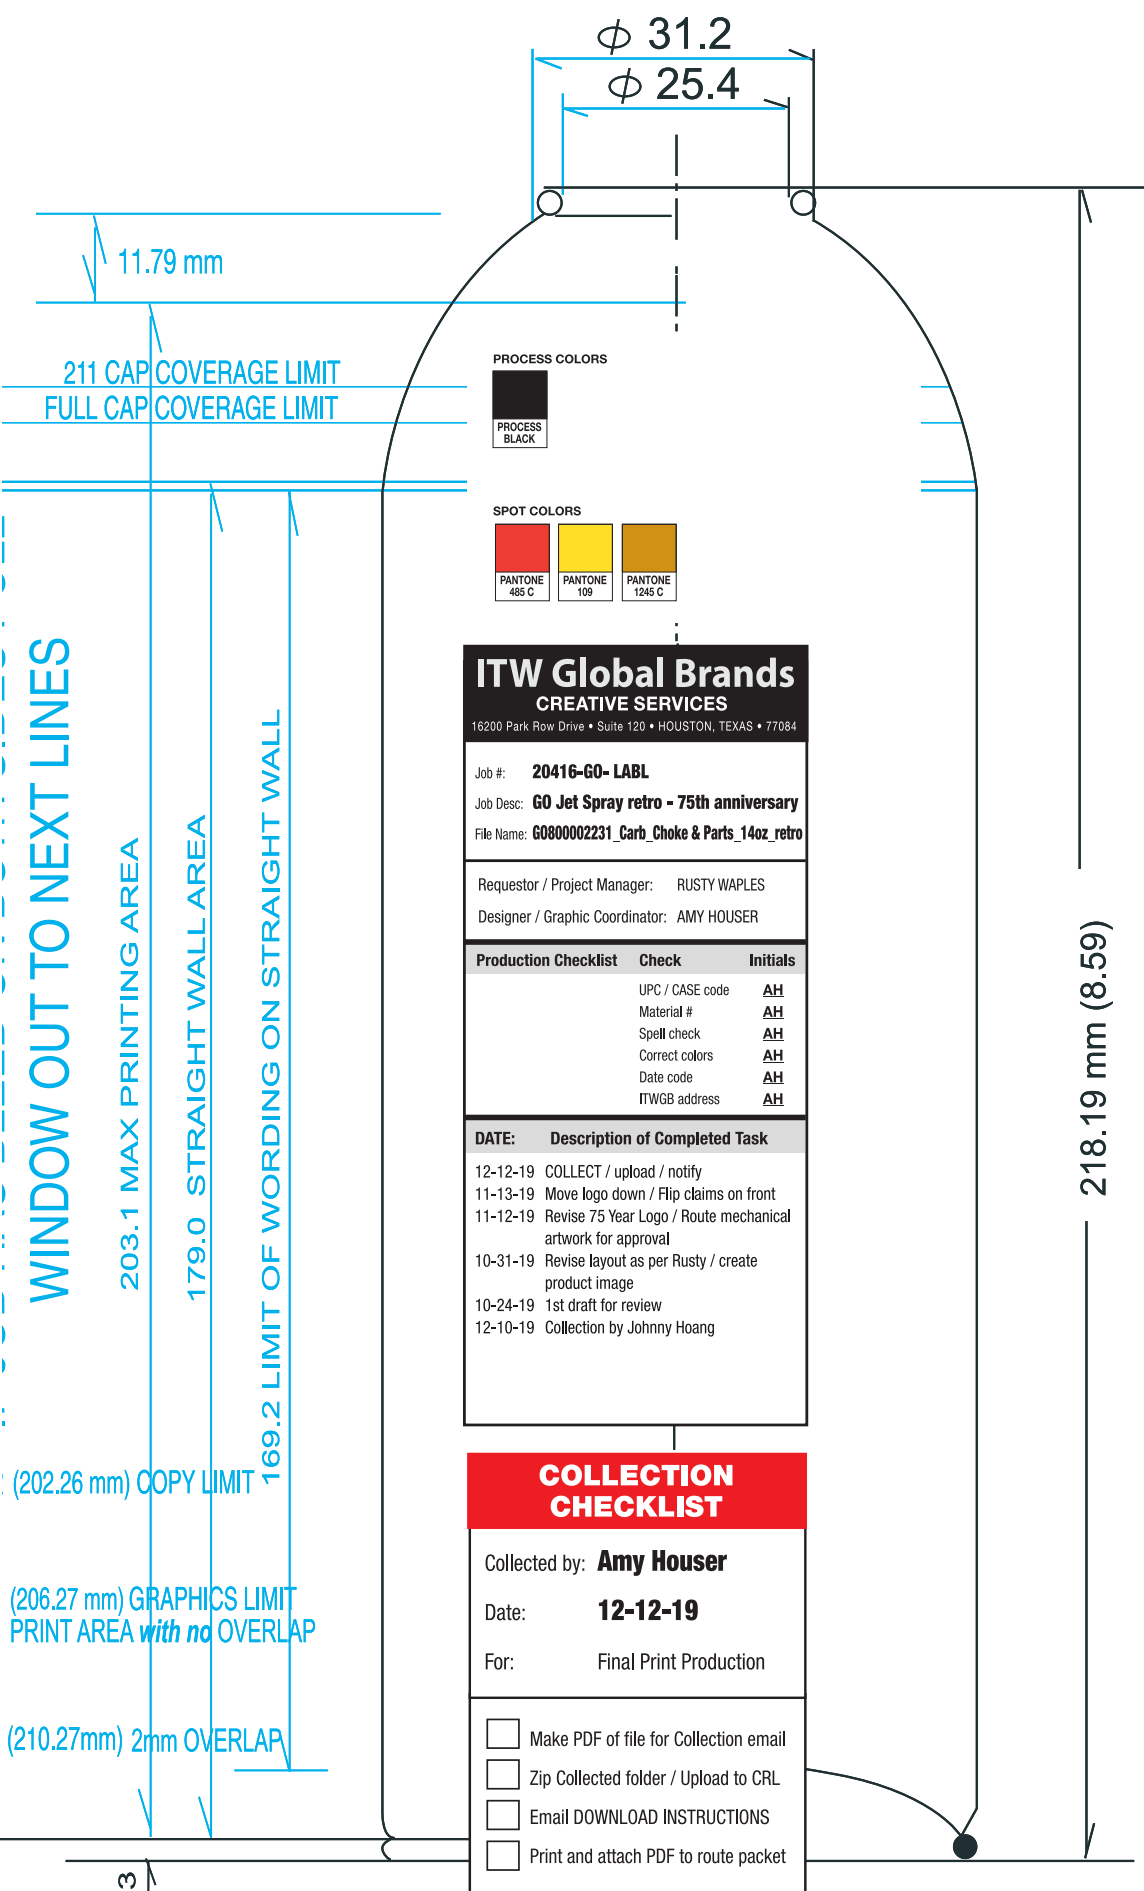 ϕ 31.2
ϕ 25.4
11.79 mm
211 CAP COVERAGE LIMIT
FULL CAP COVERAGE LIMIT
PROCESS COLORS
PROCESS
BLACK
SPOT COLORS
PANTONE
485 C
PANTONE
109
PANTONE
1245 C
WINDOW OUT TO NEXT LINES
203.1 MAX PRINTING AREA
179.0 STRAIGHT WALL AREA
169.2 LIMIT OF WORDING ON STRAIGHT WALL
218.19 mm (8.59)
ITW Global Brands
CREATIVE SERVICES
16200 Park Row Drive • Suite 120 • HOUSTON, TEXAS • 77084
Job #: 20416-GO- LABL
Job Desc: GO Jet Spray retro - 75th anniversary
File Name: GO800002231_Carb_Choke & Parts_14oz_retro
Requestor / Project Manager: RUSTY WAPLES
Designer / Graphic Coordinator: AMY HOUSER
Production Checklist Check Initials
UPC / CASE code AH
Material # AH
Spell check AH
Correct colors AH
Date code AH
ITWGB address AH
DATE: Description of Completed Task
12-12-19 COLLECT / upload / notify
11-13-19 Move logo down / Flip claims on front
11-12-19 Revise 75 Year Logo / Route mechanical
artwork for approval
10-31-19 Revise layout as per Rusty / create
product image
10-24-19 1st draft for review
12-10-19 Collection by Johnny Hoang
(202.26 mm) COPY LIMIT
(206.27 mm) GRAPHICS LIMIT
PRINT AREA with no OVERLAP
(210.27mm) 2mm OVERLAP
COLLECTION
CHECKLIST
Collected by: Amy Houser
Date: 12-12-19
For: Final Print Production
Make PDF of file for Collection email
Zip Collected folder / Upload to CRL
Email DOWNLOAD INSTRUCTIONS
Print and attach PDF to route packet
3